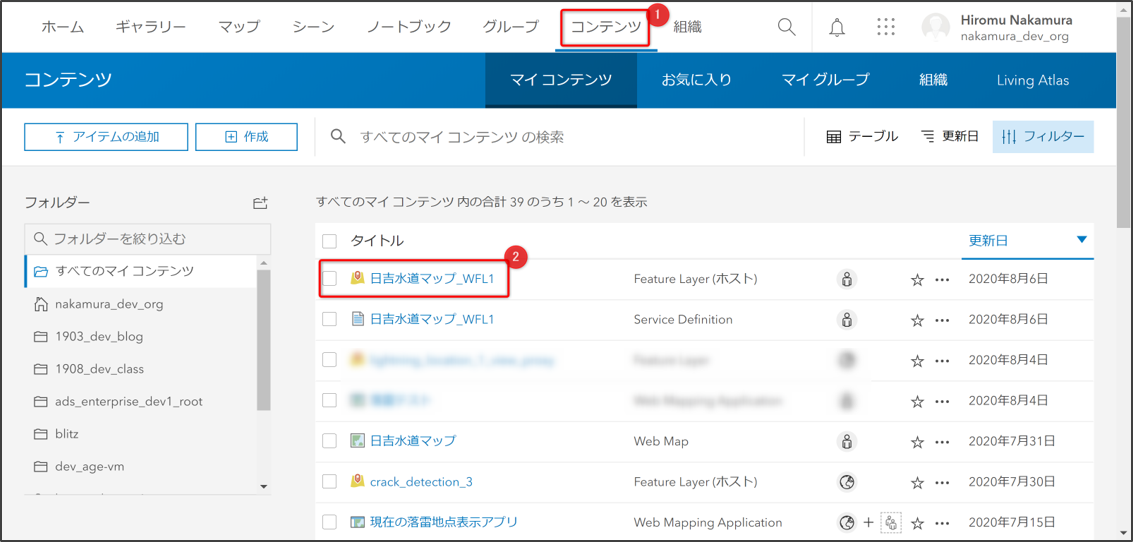 ホーム ギャラリー マップ シーン ノートブック グループ コンテンツ 1 組織 Hiromu Nakamura
nakamura_dev_org
コンテンツ マイ コンテンツ お気に入り マイ グループ 組織 Living Atlas
アイテムの追加 作成 すべてのマイ コンテンツ の検索 テーブル 更新日 フィルター
フォルダー
フォルダーを絞り込む
すべてのマイ コンテンツ
nakamura_dev_org
1903_dev_blog
1908_dev_class
ads_enterprise_dev1_root
blitz
dev_age-vm
すべてのマイ コンテンツ 内の合計 39 のうち 1 ～ 20 を表示
タイトル 更新日
2
日吉水道マップ_WFL1 Feature Layer (ホスト) 2020年8月6日
日吉水道マップ_WFL1 Service Definition 2020年8月6日
2020年8月4日
2020年8月4日
日吉水道マップ Web Map 2020年7月31日
crack_detection_3 Feature Layer (ホスト) 2020年7月30日
現在の落雷地点表示アプリ Web Mapping Application 2020年7月15日